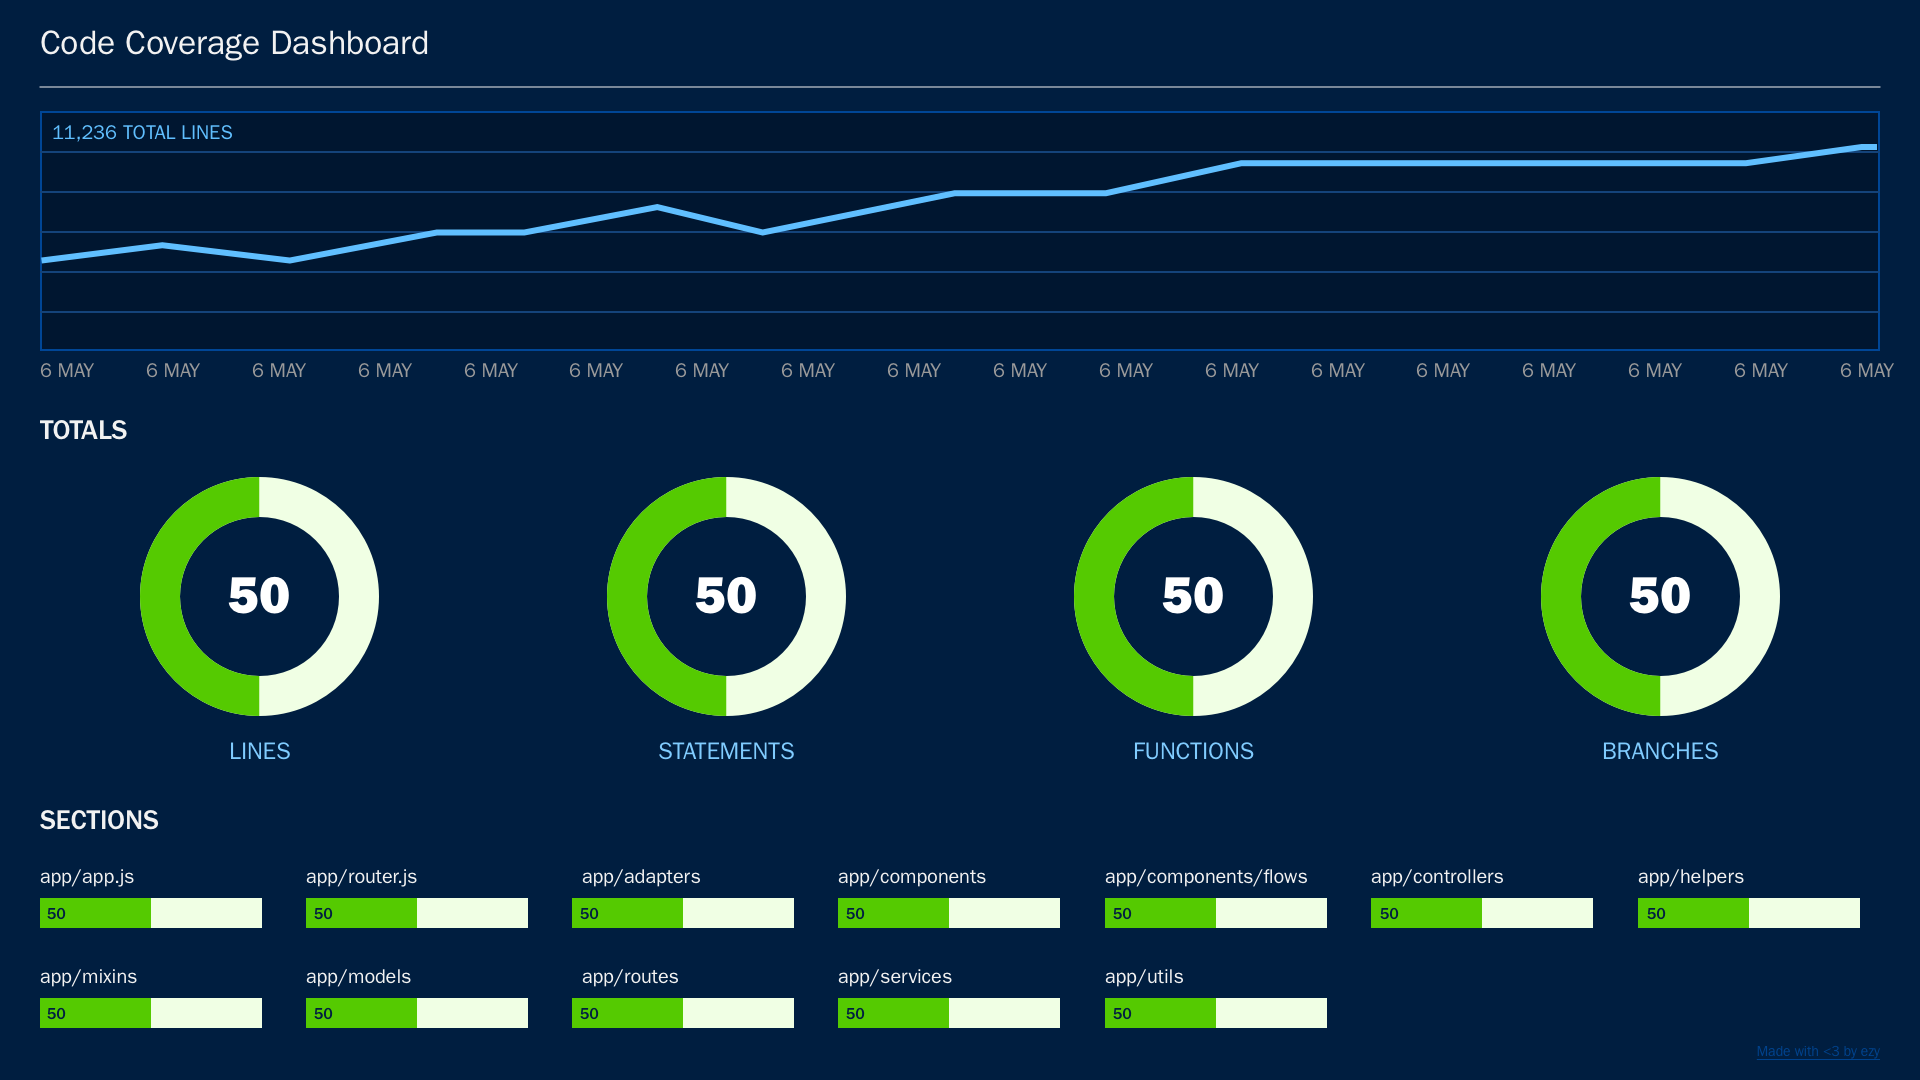 Code Coverage Dashboard
11,236 TOTAL LINES
6 MAY 6 MAY 6 MAY 6 MAY 6 MAY 6 MAY 6 MAY 6 MAY 6 MAY 6 MAY 6 MAY 6 MAY 6 MAY 6 MAY 6 MAY 6 MAY 6 MAY 6 MAY
TOTALS
50 50 50 50
LINES STATEMENTS FUNCTIONS BRANCHES
SECTIONS
app/app.js app/router.js app/adapters app/components app/components/flows app/controllers app/helpers
50 50 50 50 50 50 50
app/mixins app/models app/routes app/services app/utils
50 50 50 50 50
Made with <3 by ezy